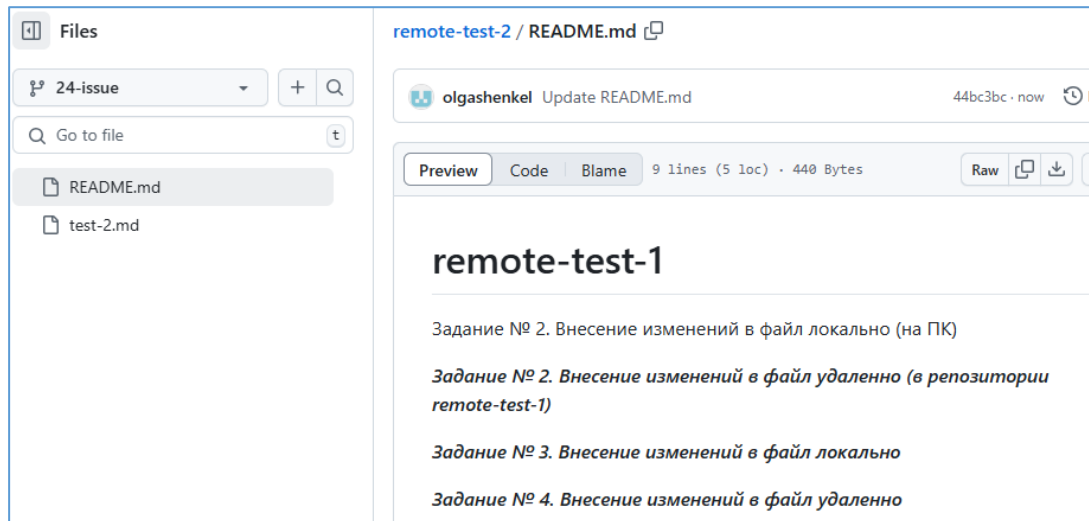 Files
24-issue
Go to file
t
README.md
test-2.md
remote-test-2 / README.md
olgashenkel Update README.md 44bc3bc · now
Preview Code Blame 9 lines (5 loc) · 440 Bytes Raw
remote-test-1
Задание № 2. Внесение изменений в файл локально (на ПК)
Задание № 2. Внесение изменений в файл удаленно (в репозитории
remote-test-1)
Задание № 3. Внесение изменений в файл локально
Задание № 4. Внесение изменений в файл удаленно